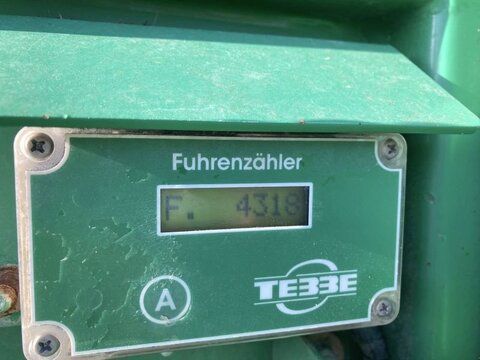 Fuhrenzähler
F. 4318
A
TEBBE